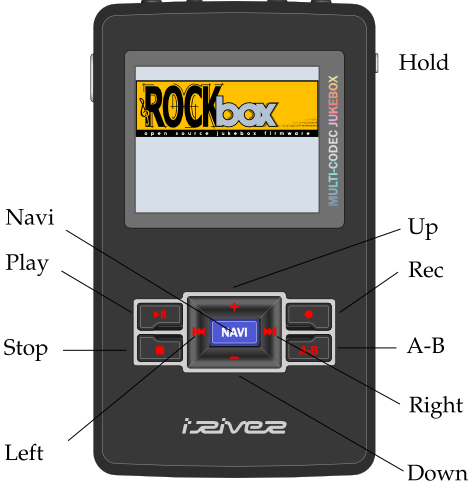 Hold
ROCKbox
open source jukebox firmware
MULTI-CODEC JUKEBOX
Navi
Up
Play
Rec
+
NAVI
A-B
−
Stop
A-B
iRiver
Left
Right
Down